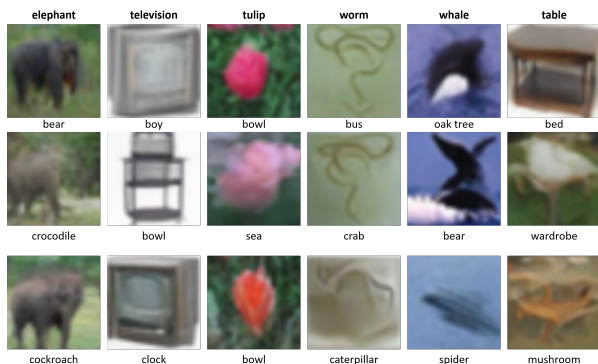 elephant television tulip worm whale table
bear boy bowl bus oak tree bed
crocodile bowl sea crab bear wardrobe
cockroach clock bowl caterpillar spider mushroom